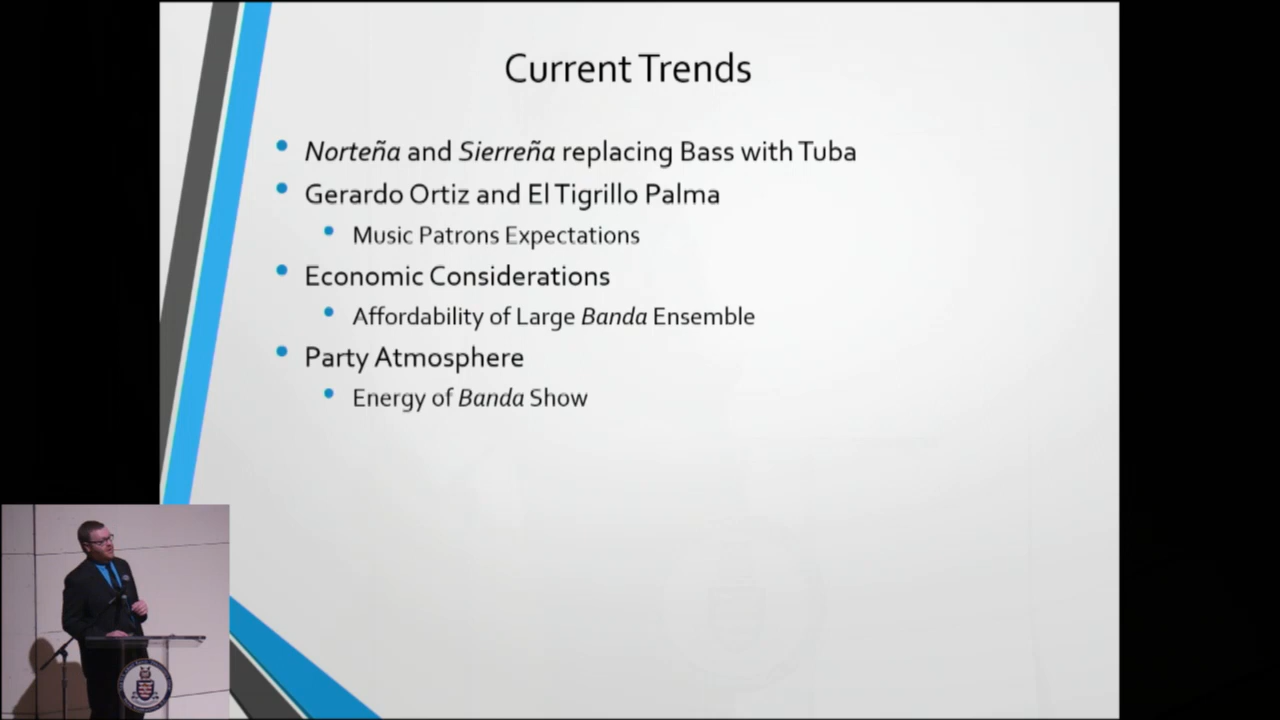 Current Trends
Norteña and Sierreña replacing Bass with Tuba
Gerardo Ortiz and El Tigrillo Palma
Music Patrons Expectations
Economic Considerations
Affordability of Large Banda Ensemble
Party Atmosphere
Energy of Banda Show